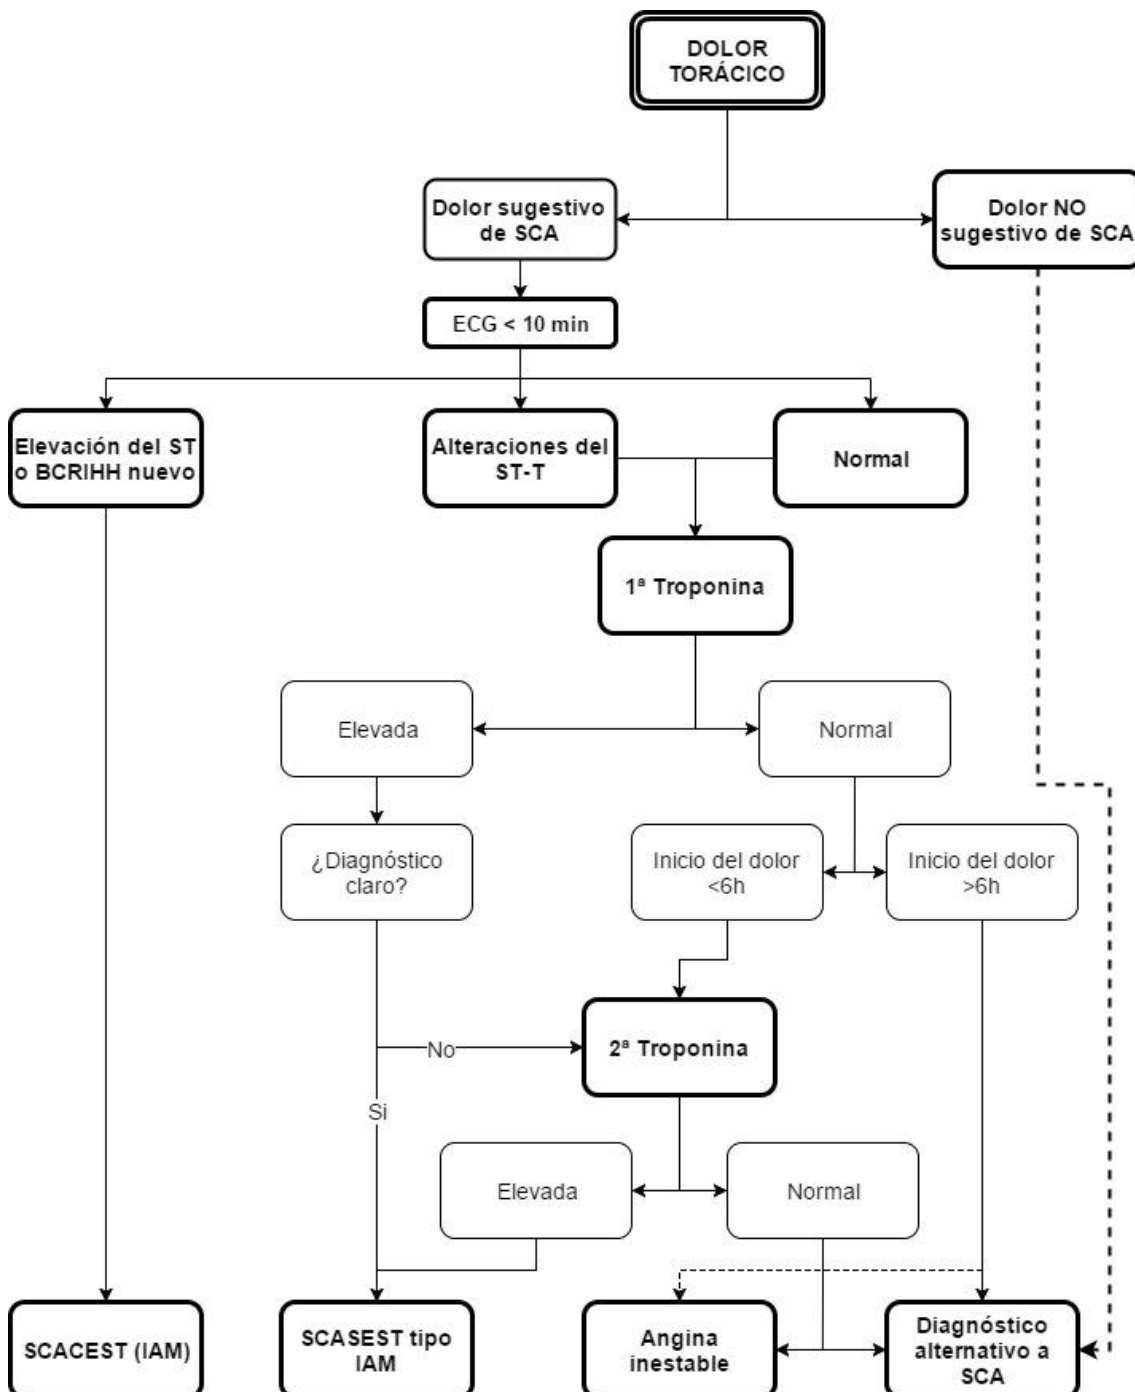 DOLOR
TORÁCICO
Dolor sugestivo
de SCA
Dolor NO
sugestivo de SCA
ECG < 10 min
Elevación del ST
o BCRIHH nuevo
Alteraciones del
ST-T
Normal
1ª Troponina
Elevada
Normal
¿Diagnóstico
claro?
Inicio del dolor
<6h
Inicio del dolor
>6h
No
2ª Troponina
Si
Elevada
Normal
SCACEST (IAM)
SCASEST tipo
IAM
Angina
inestable
Diagnóstico
alternativo a
SCA